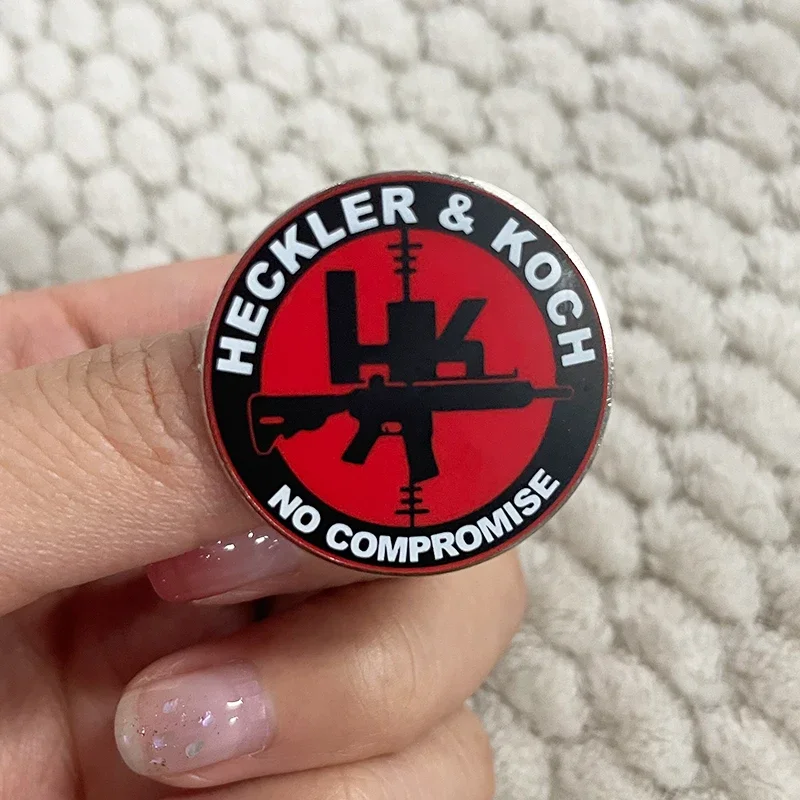 HECKLER & KOCH
HK
NO COMPROMISE